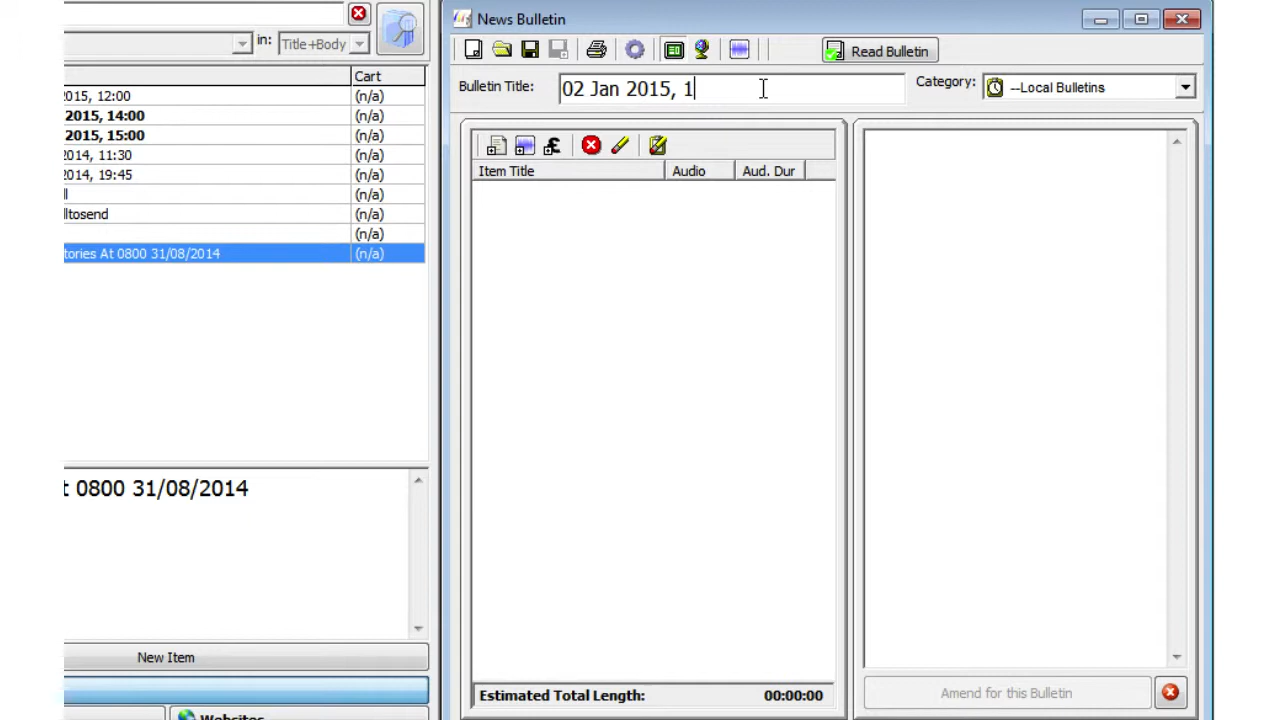 in: Title+Body
Cart
2015, 12:00 (n/a)
2015, 14:00 (n/a)
2015, 15:00 (n/a)
2014, 11:30 (n/a)
2014, 19:45 (n/a)
ll (n/a)
lltosend (n/a)
(n/a)
tories At 0800 31/08/2014 (n/a)
t 0800 31/08/2014
New Item
Websites
News Bulletin
Read Bulletin
Bulletin Title: 02 Jan 2015, 1 Category: --Local Bulletins
Item Title Audio Aud. Dur
Estimated Total Length: 00:00:00
Amend for this Bulletin